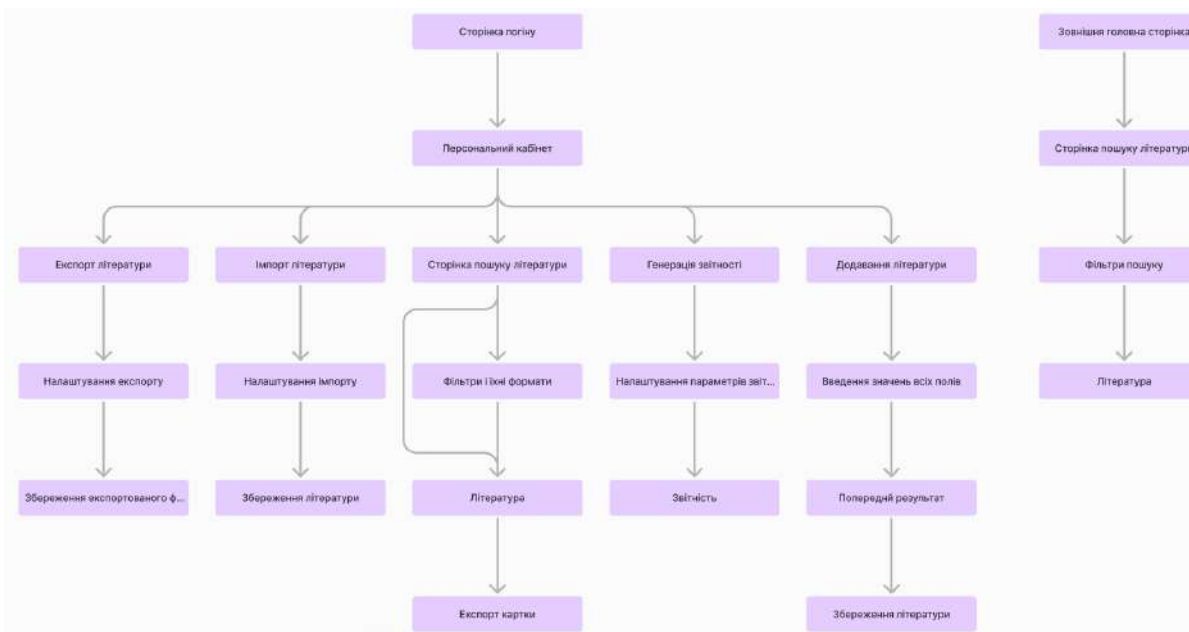 Сторінка логіну
Зовнішня головна сторінка
Персональний кабінет
Сторінка пошуку літератури
Експорт літератури
Імпорт літератури
Сторінка пошуку літератури
Генерація звітності
Додавання літератури
Фільтри пошуку
Налаштування експорту
Налаштування імпорту
Фільтри і їхні формати
Налаштування параметрів звіт...
Введення значень всіх полів
Література
Збереження експортованого ф...
Збереження літератури
Література
Звітність
Попередній результат
Експорт картки
Збереження літератури